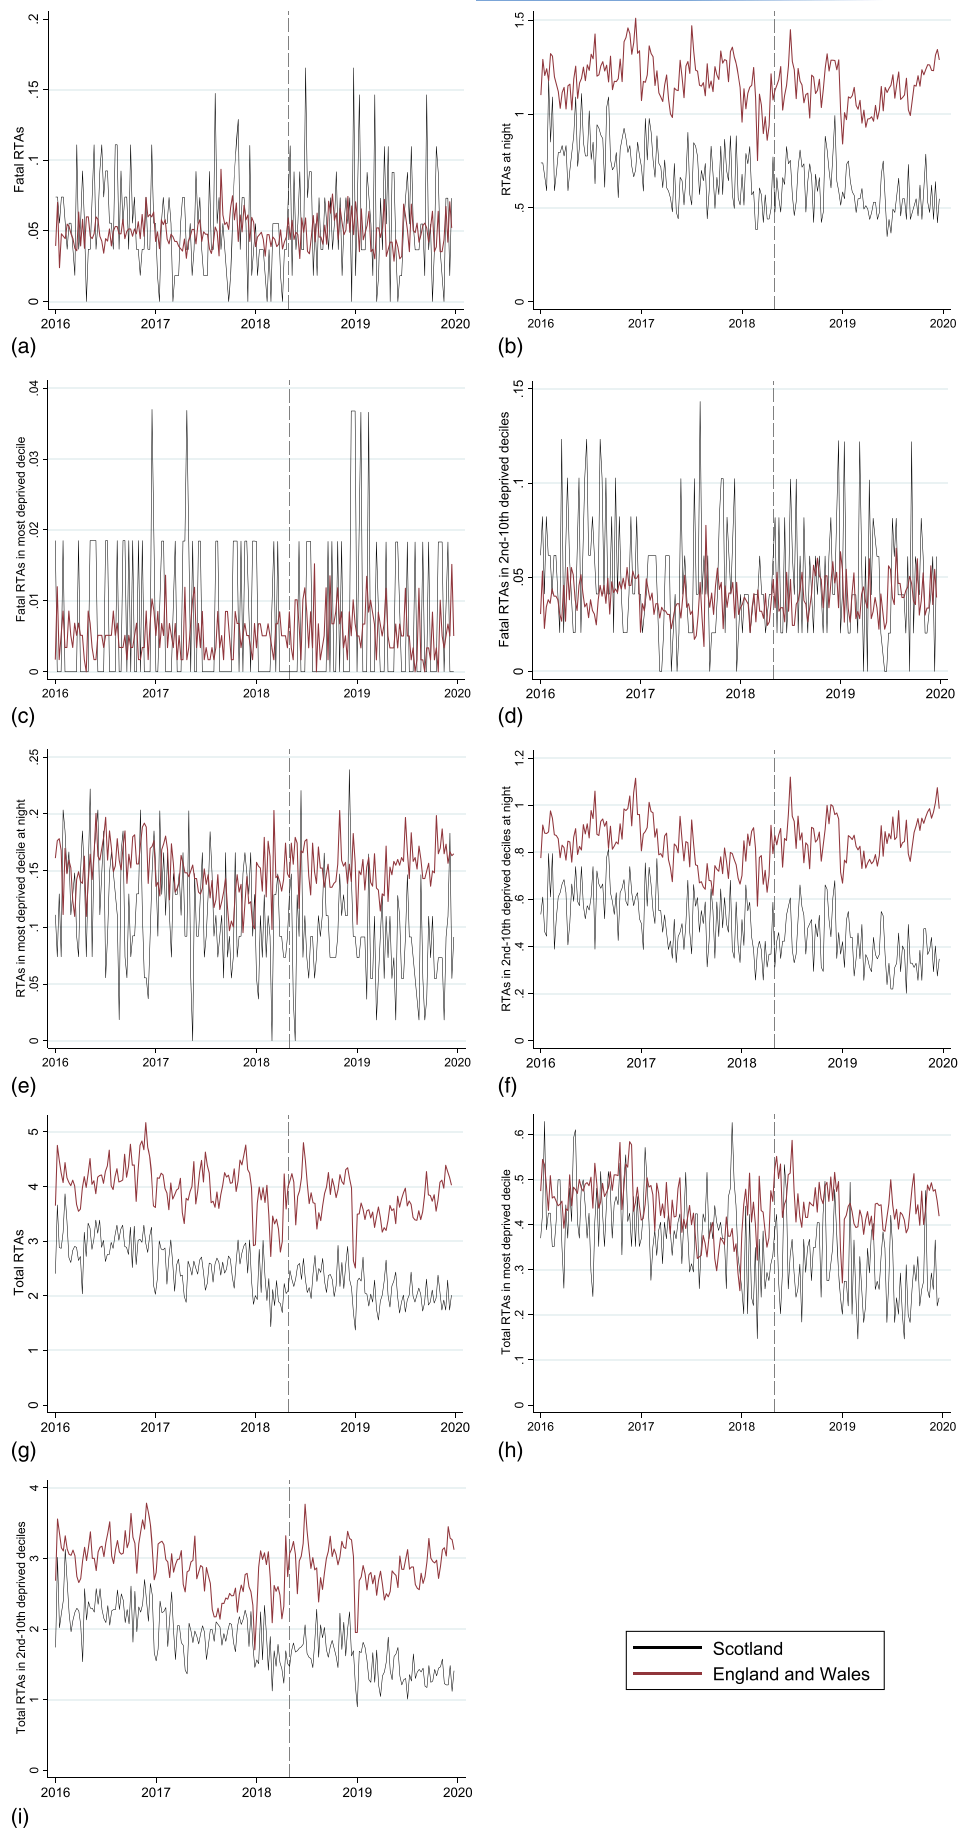 Fatal RTAs
0 .05 .1 .15 .2
2016 2017 2018 2019 2020
(a)
RTAs at night
0 .5 1 1.5
2016 2017 2018 2019 2020
(b)
Fatal RTAs in most deprived decile
0 .01 .02 .03 .04
2016 2017 2018 2019 2020
(c)
Fatal RTAs in 2nd-10th deprived deciles
0 .05 .1 .15
2016 2017 2018 2019 2020
(d)
RTAs in most deprived decile at night
0 .05 .1 .15 .2 .25
2016 2017 2018 2019 2020
(e)
RTAs in 2nd-10th deprived deciles at night
0 .2 .4 .6 .8 1 1.2
2016 2017 2018 2019 2020
(f)
Total RTAs
0 1 2 3 4 5
2016 2017 2018 2019 2020
(g)
Total RTAs in most deprived decile
0 .1 .2 .3 .4 .5 .6
2016 2017 2018 2019 2020
(h)
Total RTAs in 2nd-10th deprived deciles
0 1 2 3 4
2016 2017 2018 2019 2020
(i)
Scotland
England and Wales